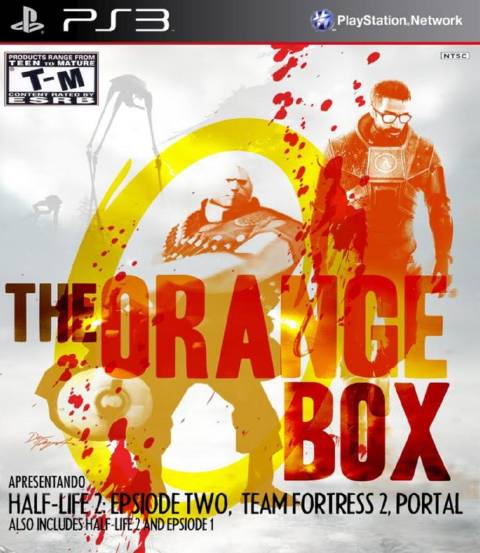 PS3 PlayStation®Network
NTSC
PRODUCTS RANGE FROM
TEEN TO MATURE
T-M
CONTENT RATED BY
ESRB
THE ORANGE
BOX
APRESENTANDO
HALF-LIFE 2: EPSIODE TWO, TEAM FORTRESS 2, PORTAL
ALSO INCLUDES HALF-LIFE 2 AND EPSIODE 1